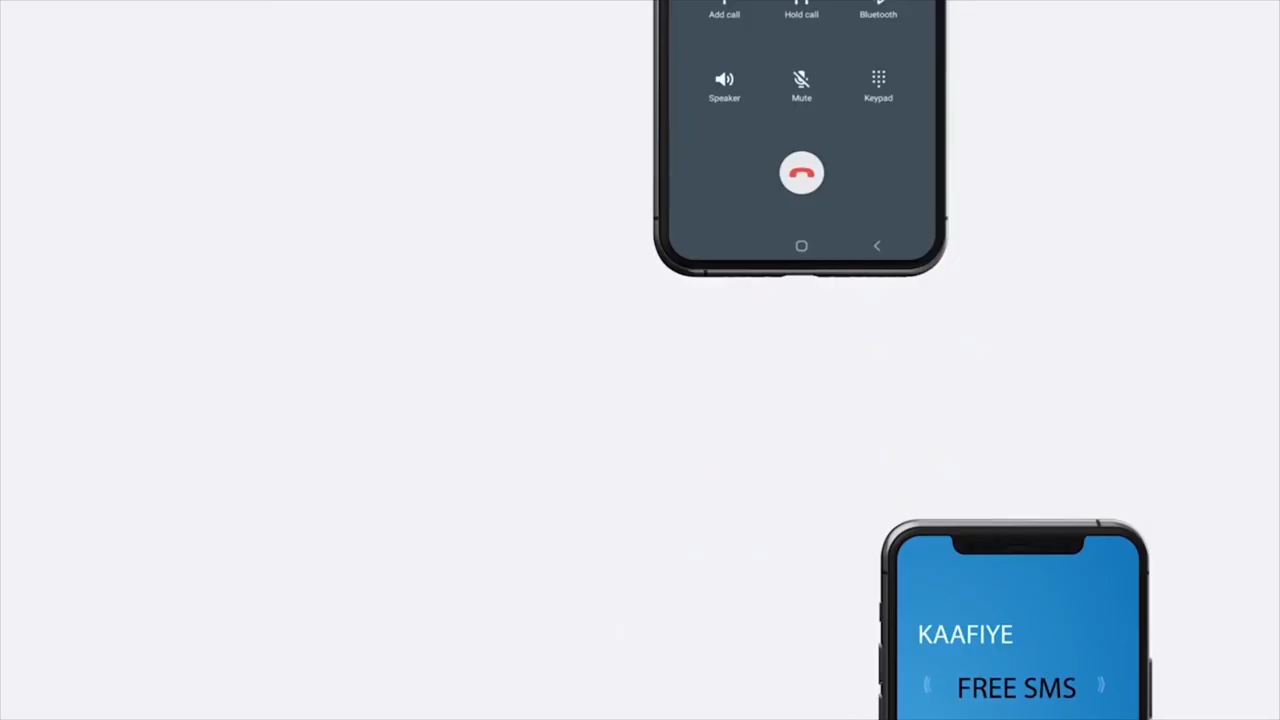 Add call Hold call Bluetooth
Speaker Mute Keypad
KAAFIYE
FREE SMS